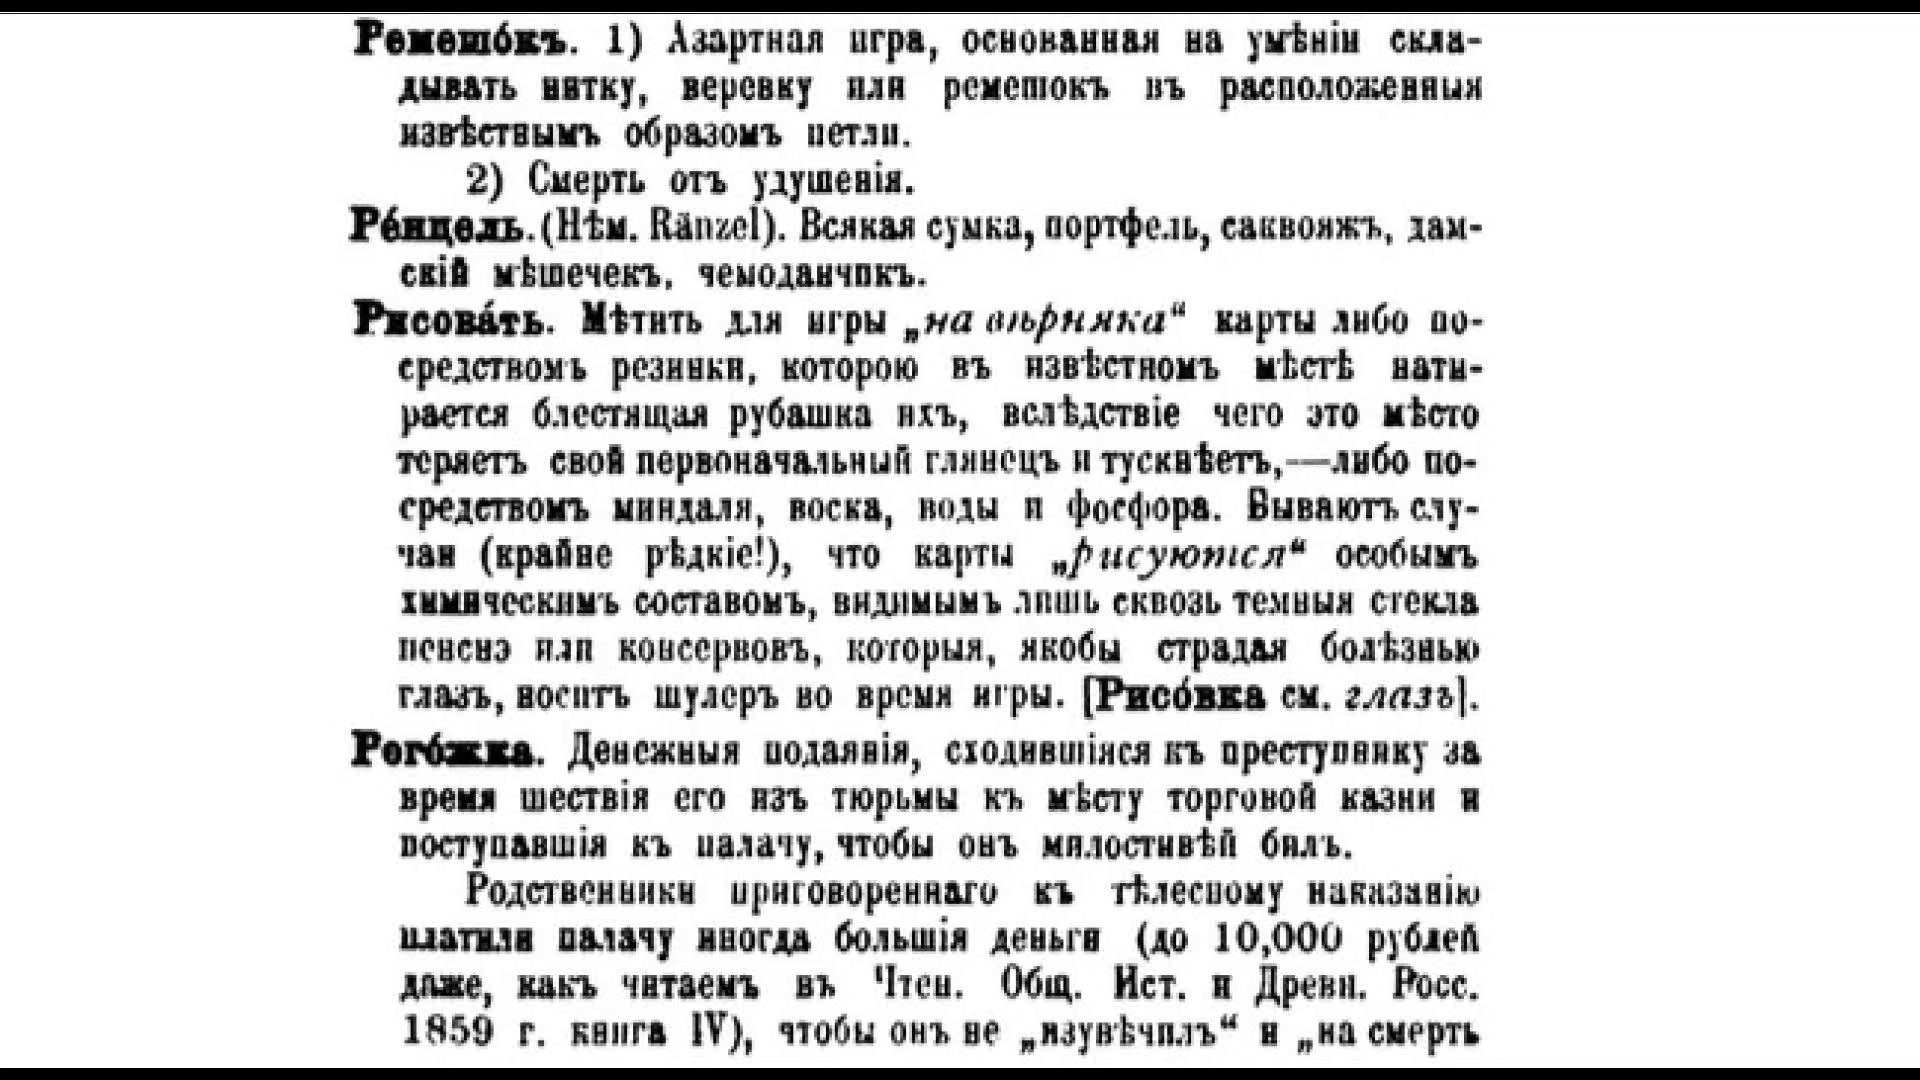 Ремешо́къ. 1) Азартная игра, основанная на умѣніи скла-
дывать нитку, веревку или ремешокъ въ расположенныя
извѣстнымъ образомъ петли.
2) Смерть отъ удушенія.
Ре́нцель. (Нѣм. Ränzel). Всякая сумка, портфель, саквояжъ, дам-
скій мѣшечекъ, чемоданчикъ.
Рисова́ть. Мѣтить для игры „на вѣрняка“ карты либо по-
средствомъ резинки, которою въ извѣстномъ мѣстѣ нати-
рается блестящая рубашка ихъ, вслѣдствіе чего это мѣсто
теряетъ свой первоначальный глянецъ и тускнѣетъ,—либо по-
средствомъ миндаля, воска, воды и фосфора. Бываютъ слу-
чаи (крайне рѣдкіе!), что карты „рисуются“ особымъ
химическимъ составомъ, видимымъ лишь сквозь темныя стекла
пенснэ или консервовъ, которыя, якобы страдая болѣзнью
глазъ, носитъ шулеръ во время игры. [Рисо́вка см. глазъ].
Рого́жка. Денежныя подаянія, сходившіяся къ преступнику за
время шествія его изъ тюрьмы къ мѣсту торговой казни и
поступавшія къ палачу, чтобы онъ милостивѣй билъ.
Родственники приговореннаго къ тѣлесному наказанію
платили палачу иногда большія деньги (до 10,000 рублей
даже, какъ читаемъ въ Чтен. Общ. Ист. и Древн. Росс.
1859 г. книга IV), чтобы онъ не „изувѣчилъ“ и „на смерть